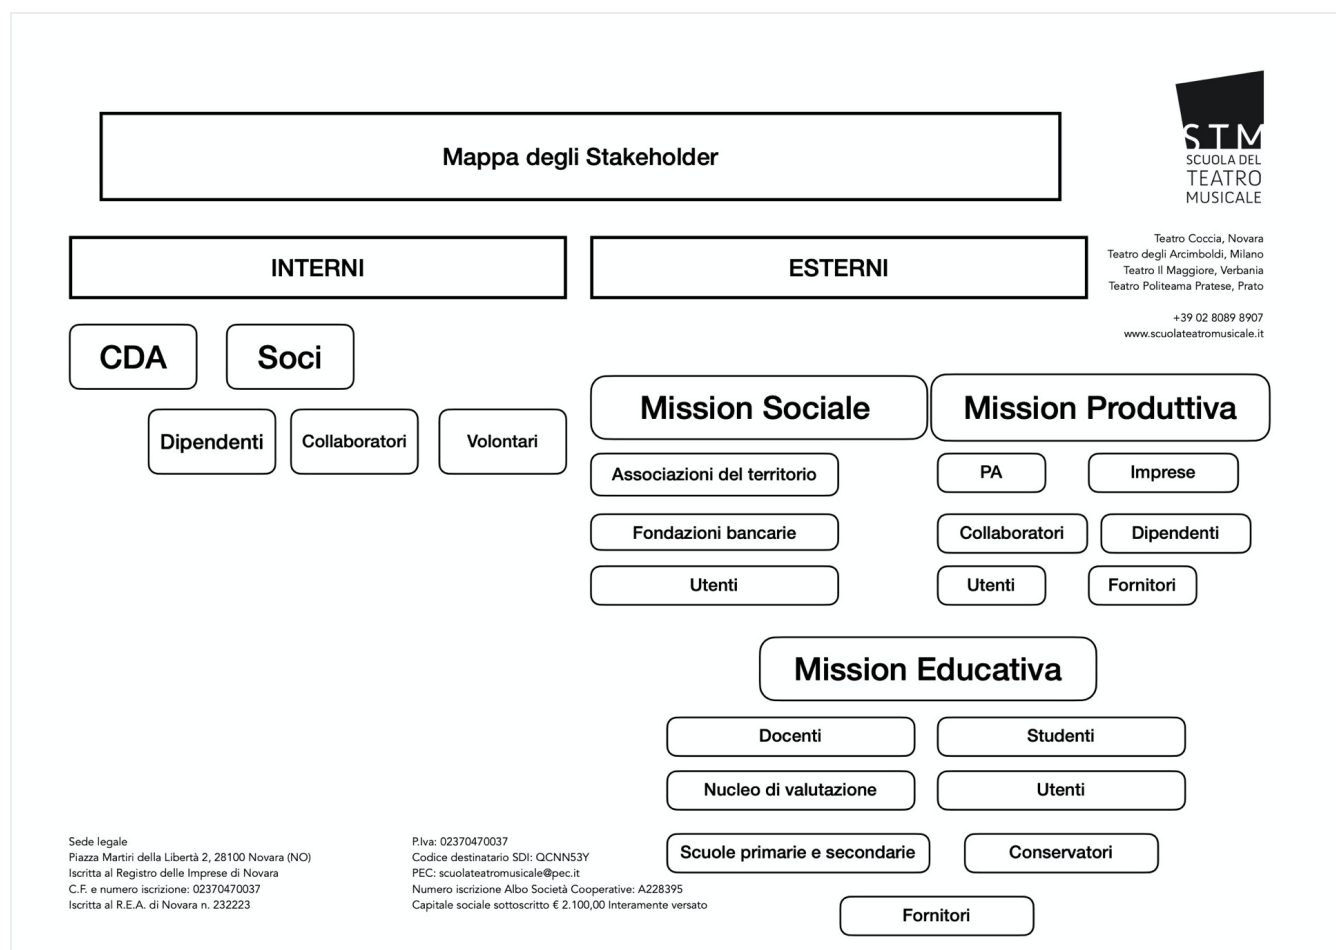 Mappa degli Stakeholder
STM
SCUOLA DEL
TEATRO
MUSICALE
INTERNI
ESTERNI
Teatro Coccia, Novara
Teatro degli Arcimboldi, Milano
Teatro Il Maggiore, Verbania
Teatro Politeama Pratese, Prato
+39 02 8089 8907
www.scuolateatromusicale.it
CDA
Soci
Dipendenti
Collaboratori
Volontari
Mission Sociale
Associazioni del territorio
Fondazioni bancarie
Utenti
Mission Produttiva
PA
Imprese
Collaboratori
Dipendenti
Utenti
Fornitori
Mission Educativa
Docenti
Studenti
Nucleo di valutazione
Utenti
Scuole primarie e secondarie
Conservatori
Fornitori
Sede legale
Piazza Martiri della Libertà 2, 28100 Novara (NO)
Iscritta al Registro delle Imprese di Novara
C.F. e numero iscrizione: 02370470037
Iscritta al R.E.A. di Novara n. 232223
P.Iva: 02370470037
Codice destinatario SDI: QCNN53Y
PEC: scuolateatromusicale@pec.it
Numero iscrizione Albo Società Cooperative: A228395
Capitale sociale sottoscritto € 2.100,00 Interamente versato